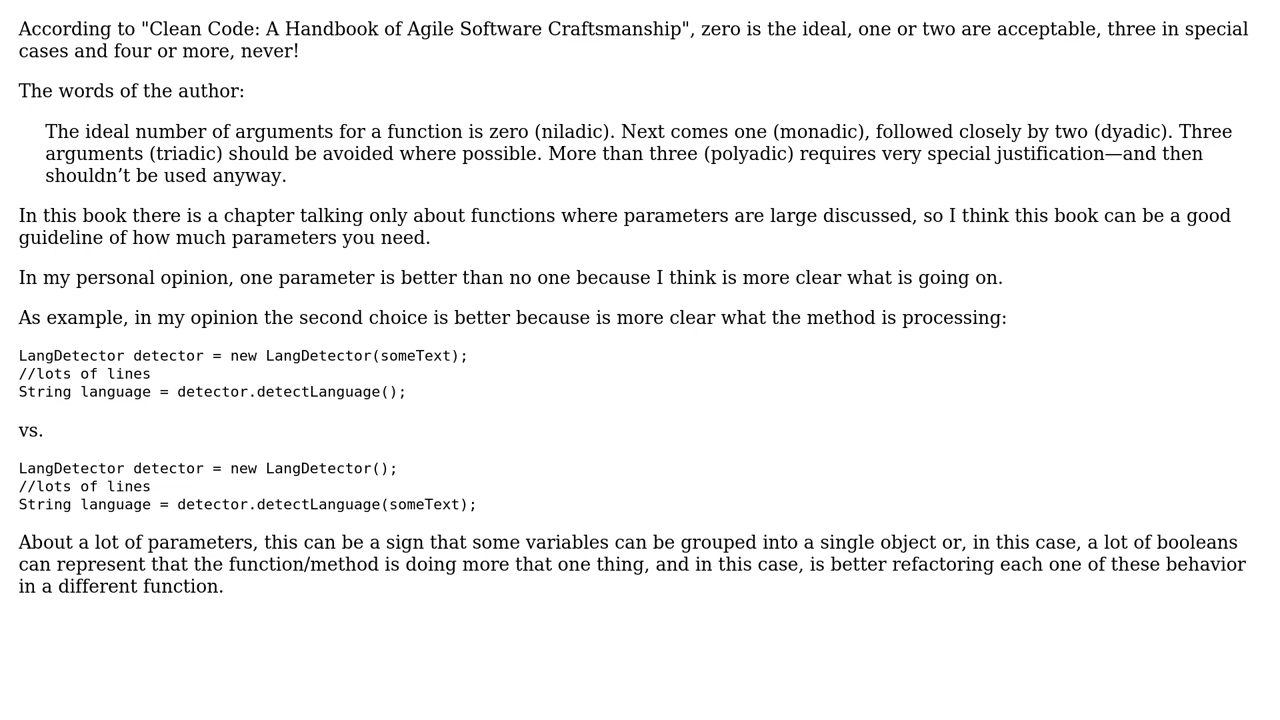 According to "Clean Code: A Handbook of Agile Software Craftsmanship", zero is the ideal, one or two are acceptable, three in special
cases and four or more, never!
The words of the author:
The ideal number of arguments for a function is zero (niladic). Next comes one (monadic), followed closely by two (dyadic). Three
arguments (triadic) should be avoided where possible. More than three (polyadic) requires very special justification—and then
shouldn’t be used anyway.
In this book there is a chapter talking only about functions where parameters are large discussed, so I think this book can be a good
guideline of how much parameters you need.
In my personal opinion, one parameter is better than no one because I think is more clear what is going on.
As example, in my opinion the second choice is better because is more clear what the method is processing:
LangDetector detector = new LangDetector(someText);
//lots of lines
String language = detector.detectLanguage();
vs.
LangDetector detector = new LangDetector();
//lots of lines
String language = detector.detectLanguage(someText);
About a lot of parameters, this can be a sign that some variables can be grouped into a single object or, in this case, a lot of booleans
can represent that the function/method is doing more that one thing, and in this case, is better refactoring each one of these behavior
in a different function.